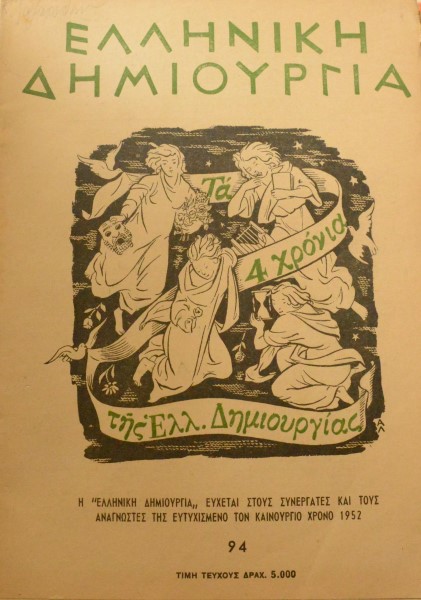 ΕΛΛΗΝΙΚΗ
ΔΗΜΙΟΥΡΓΙΑ
Τά
4 χρόνια
τῆς Ἑλλ. Δημιουργίας
Η "ΕΛΛΗΝΙΚΗ ΔΗΜΙΟΥΡΓΙΑ,, ΕΥΧΕΤΑΙ ΣΤΟΥΣ ΣΥΝΕΡΓΑΤΕΣ ΚΑΙ ΤΟΥΣ
ΑΝΑΓΝΩΣΤΕΣ ΤΗΣ ΕΥΤΥΧΙΣΜΕΝΟ ΤΟΝ ΚΑΙΝΟΥΡΓΙΟ ΧΡΟΝΟ 1952
94
ΤΙΜΗ ΤΕΥΧΟΥΣ ΔΡΑΧ. 5.000